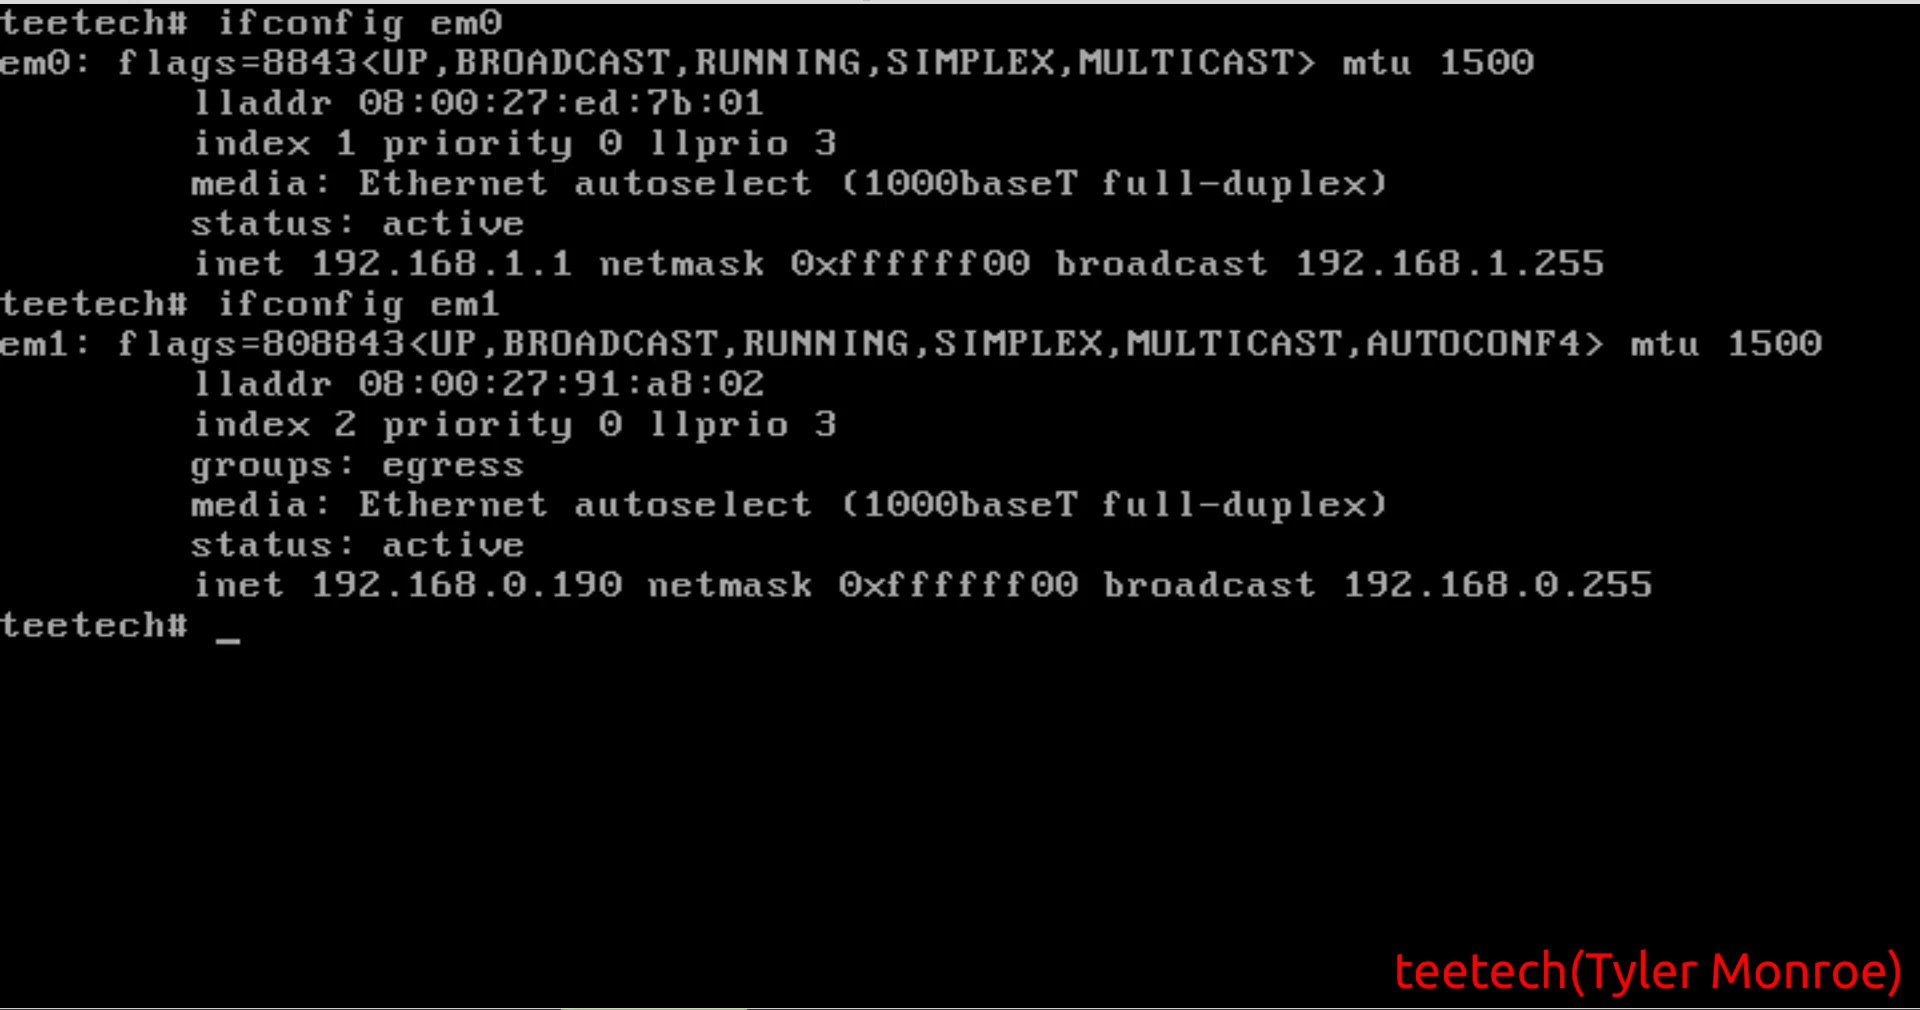 teetech# ifconfig em0
em0: flags=8843<UP,BROADCAST,RUNNING,SIMPLEX,MULTICAST> mtu 1500
lladdr 08:00:27:ed:7b:01
index 1 priority 0 llprio 3
media: Ethernet autoselect (1000baseT full-duplex)
status: active
inet 192.168.1.1 netmask 0xffffff00 broadcast 192.168.1.255
teetech# ifconfig em1
em1: flags=808843<UP,BROADCAST,RUNNING,SIMPLEX,MULTICAST,AUTOCONF4> mtu 1500
lladdr 08:00:27:91:a8:02
index 2 priority 0 llprio 3
groups: egress
media: Ethernet autoselect (1000baseT full-duplex)
status: active
inet 192.168.0.190 netmask 0xffffff00 broadcast 192.168.0.255
teetech# _
teetech(Tyler Monroe)